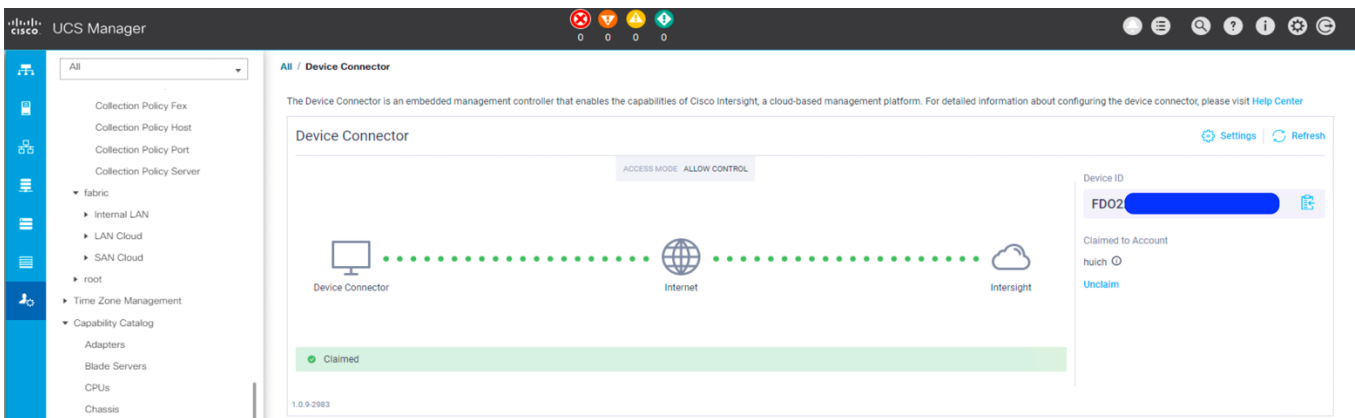 cisco. UCS Manager
0 0 0 0
All
Collection Policy Fex
Collection Policy Host
Collection Policy Port
Collection Policy Server
fabric
Internal LAN
LAN Cloud
SAN Cloud
root
Time Zone Management
Capability Catalog
Adapters
Blade Servers
CPUs
Chassis
All / Device Connector
The Device Connector is an embedded management controller that enables the capabilities of Cisco Intersight, a cloud-based management platform. For detailed information about configuring the device connector, please visit Help Center
Device Connector
Settings Refresh
ACCESS MODE ALLOW CONTROL
Device Connector Internet Intersight
Claimed
1.0.9-2983
Device ID
FDO2
Claimed to Account
huich
Unclaim